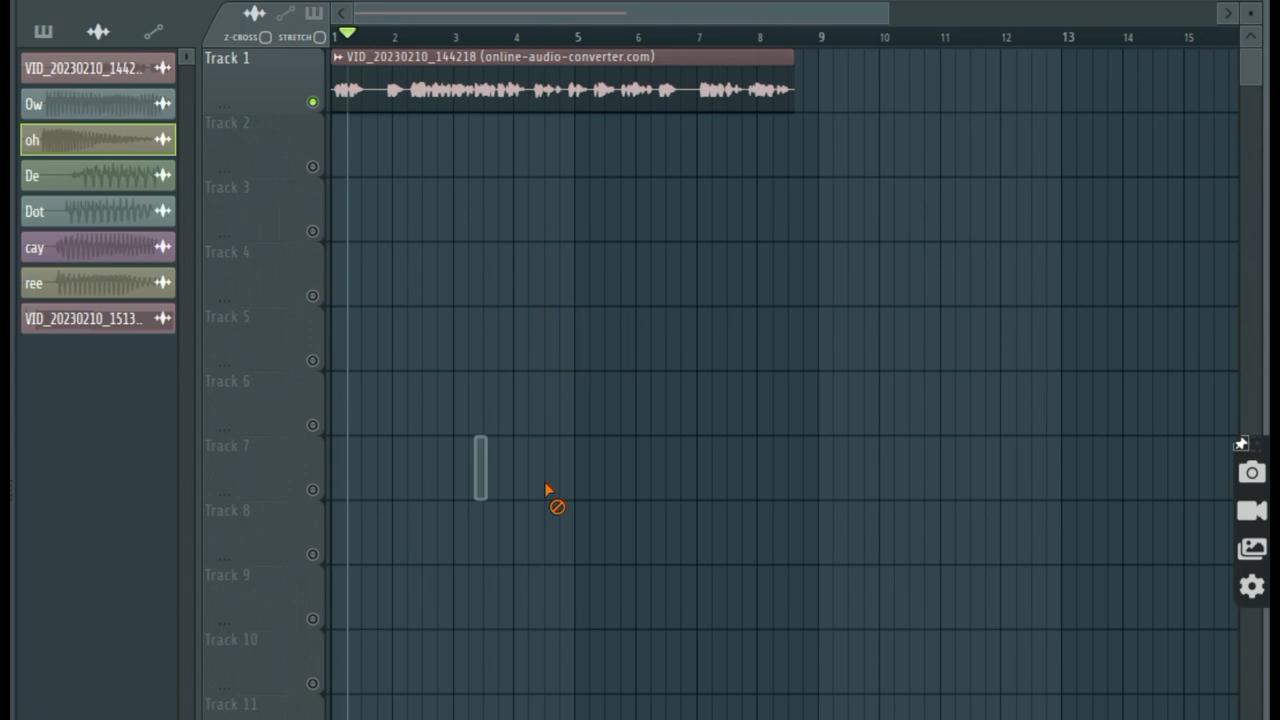 Z-CROSS STRETCH
1 2 3 4 5 6 7 8 9 10 11 12 13 14 15
VID_20230210_1442..
Ow
oh
De
Dot
cay
ree
VID_20230210_1513..
Track 1
VID_20230210_144218 (online-audio-converter.com)
...
Track 2
...
Track 3
...
Track 4
...
Track 5
...
Track 6
...
Track 7
...
Track 8
...
Track 9
...
Track 10
...
Track 11